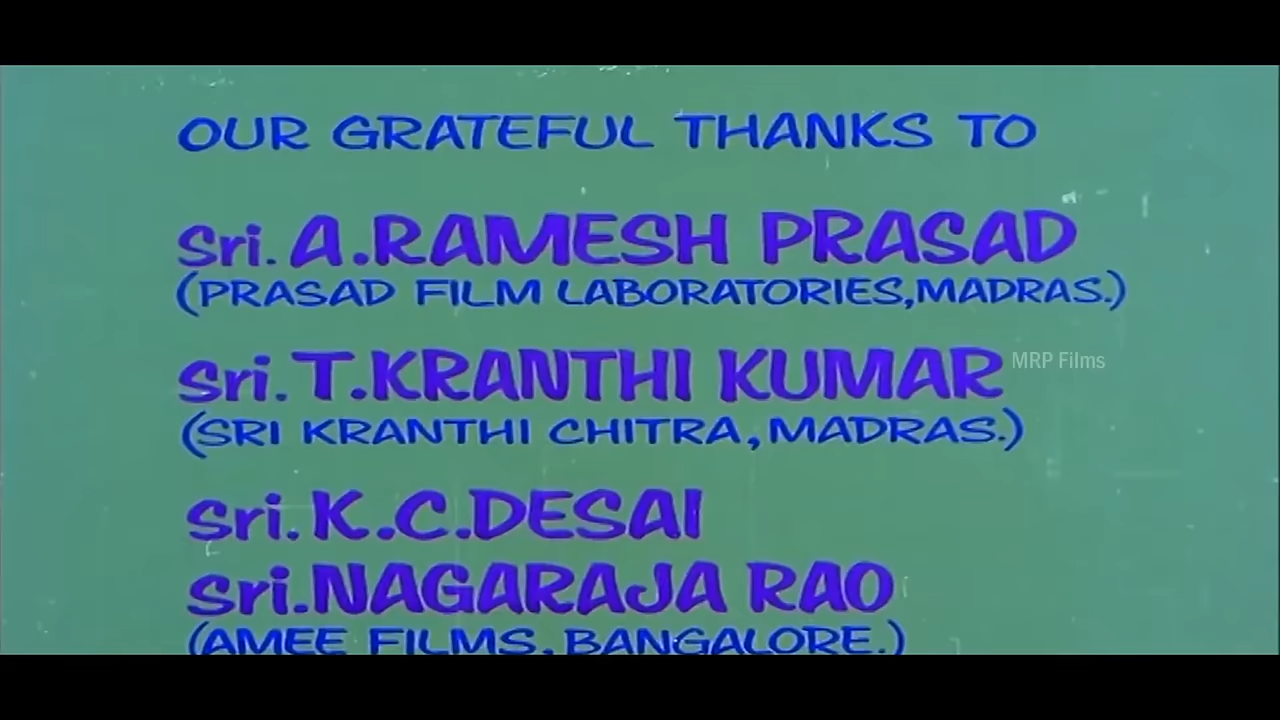 OUR GRATEFUL THANKS TO
Sri. A.RAMESH PRASAD
(PRASAD FILM LABORATORIES,MADRAS.)
Sri. T.KRANTHI KUMAR
MRP Films
(SRI KRANTHI CHITRA,MADRAS.)
Sri. K.C.DESAI
Sri.NAGARAJA RAO
(AMEE FILMS, BANGALORE.)